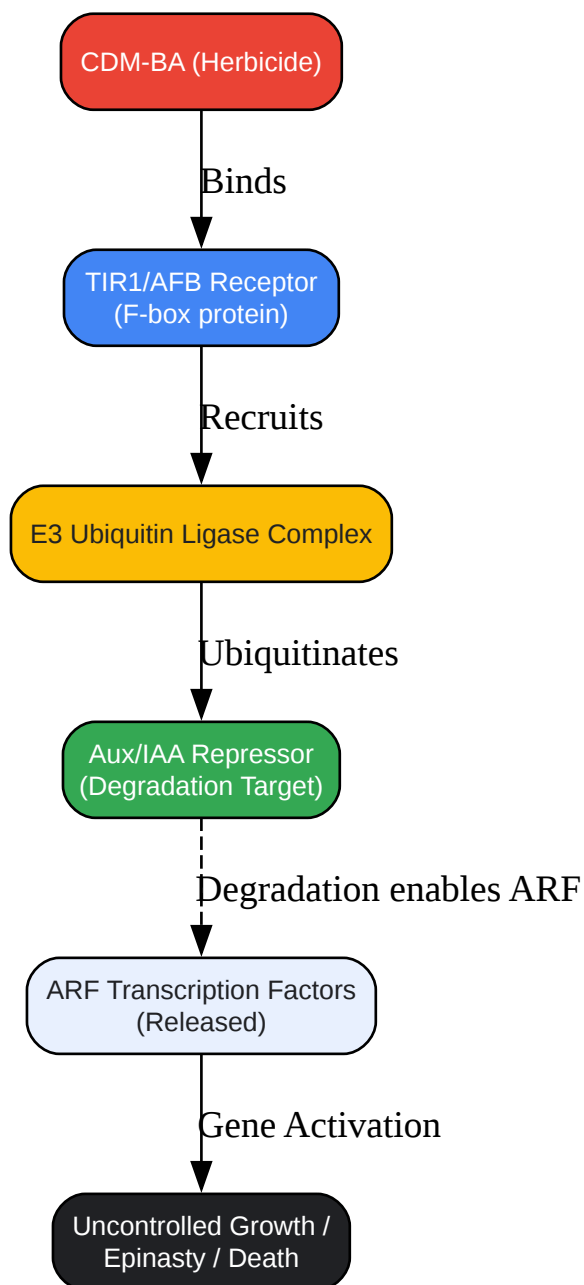 CDM-BA (Herbicide)
Binds
TIR1/AFB Receptor
(F-box protein)
Recruits
E3 Ubiquitin Ligase Complex
Ubiquitinates
Aux/IAA Repressor
(Degradation Target)
Degradation enables ARF
ARF Transcription Factors
(Released)
Gene Activation
Uncontrolled Growth /
Epinasty / Death